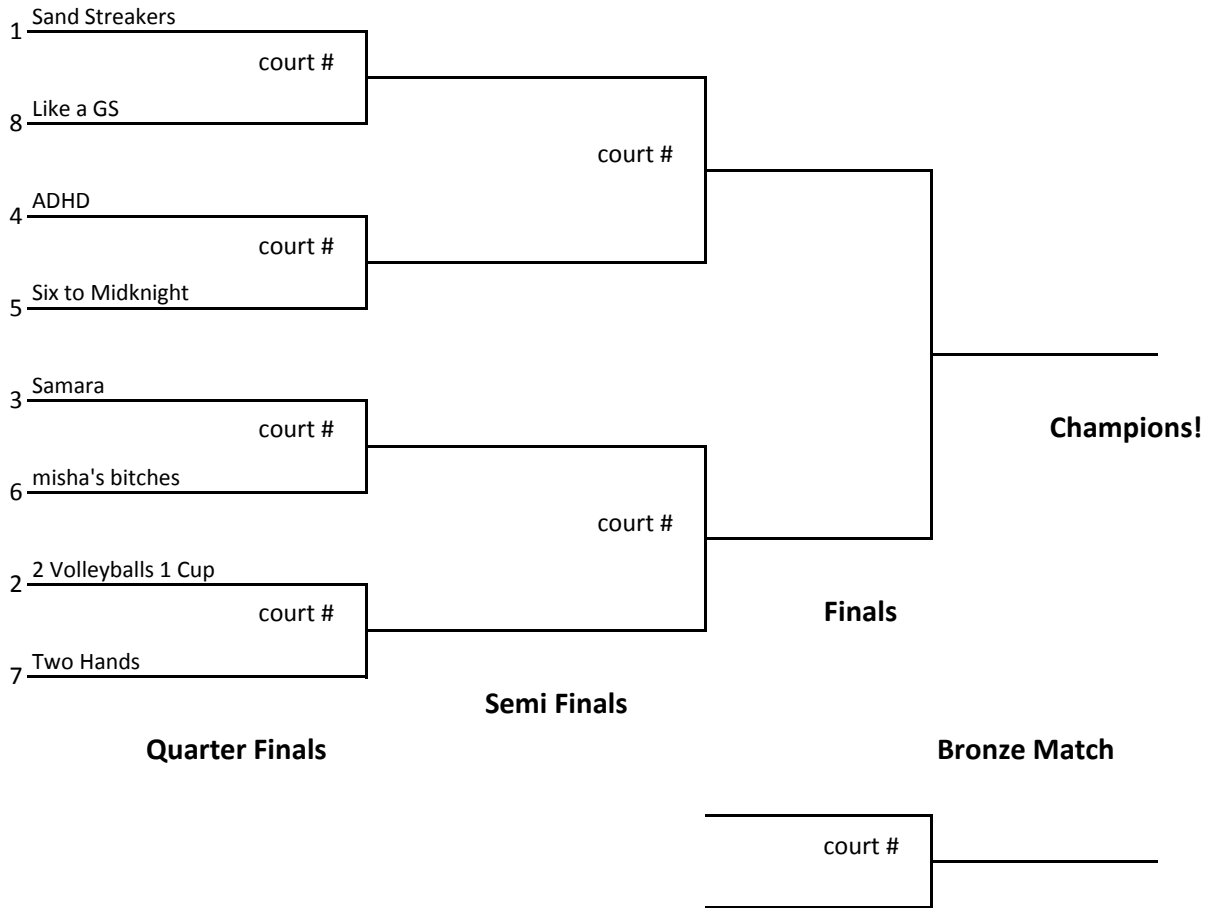 1 Sand Streakers
court #
8 Like a GS
court #
4 ADHD
court #
5 Six to Midknight
3 Samara
court #
Champions!
6 misha's bitches
court #
2 2 Volleyballs 1 Cup
court #
Finals
7 Two Hands
Semi Finals
Quarter Finals
Bronze Match
court #